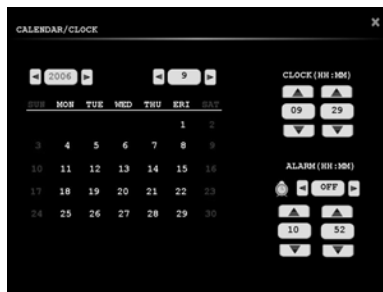 CALENDAR/CLOCK
X
2006 9
SUN MON TUE WED THU FRI SAT
1 2
3 4 5 6 7 8 9
10 11 12 13 14 15 16
17 18 19 20 21 22 23
24 25 26 27 28 29 30
CLOCK(HH:MM)
09 29
ALARM(HH:MM)
OFF
10 52